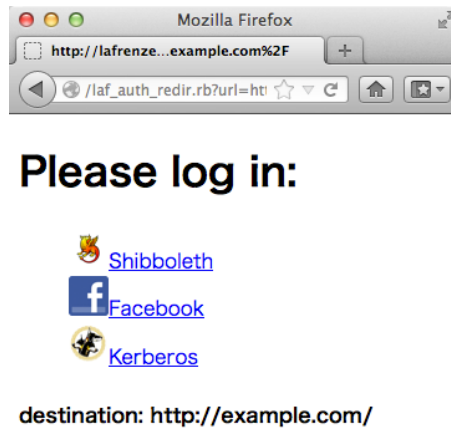 Mozilla Firefox
http://lafrenze...example.com%2F
/laf_auth_redir.rb?url=htt
Please log in:
Shibboleth
Facebook
Kerberos
destination: http://example.com/